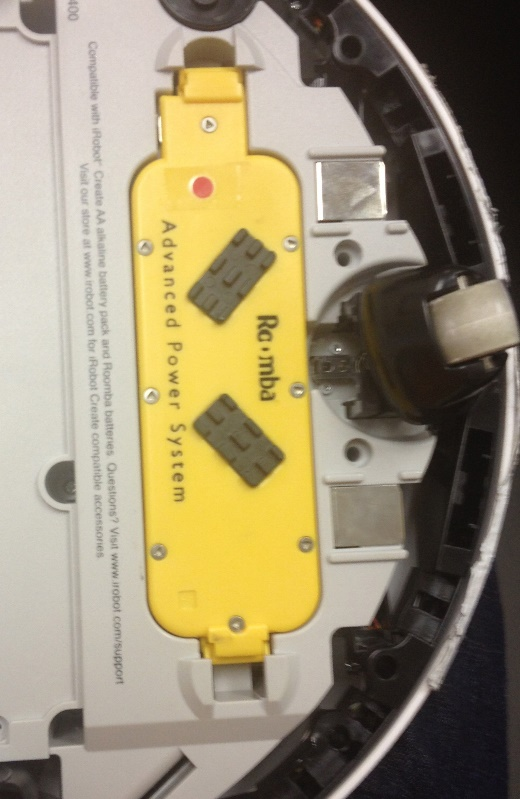 400
Compatible with iRobot® Create AA alkaline battery pack and Roomba batteries. Questions? Visit www.irobot.com/support
Visit our store at www.irobot.com for iRobot Create compatible accessories
Roomba
Advanced Power System